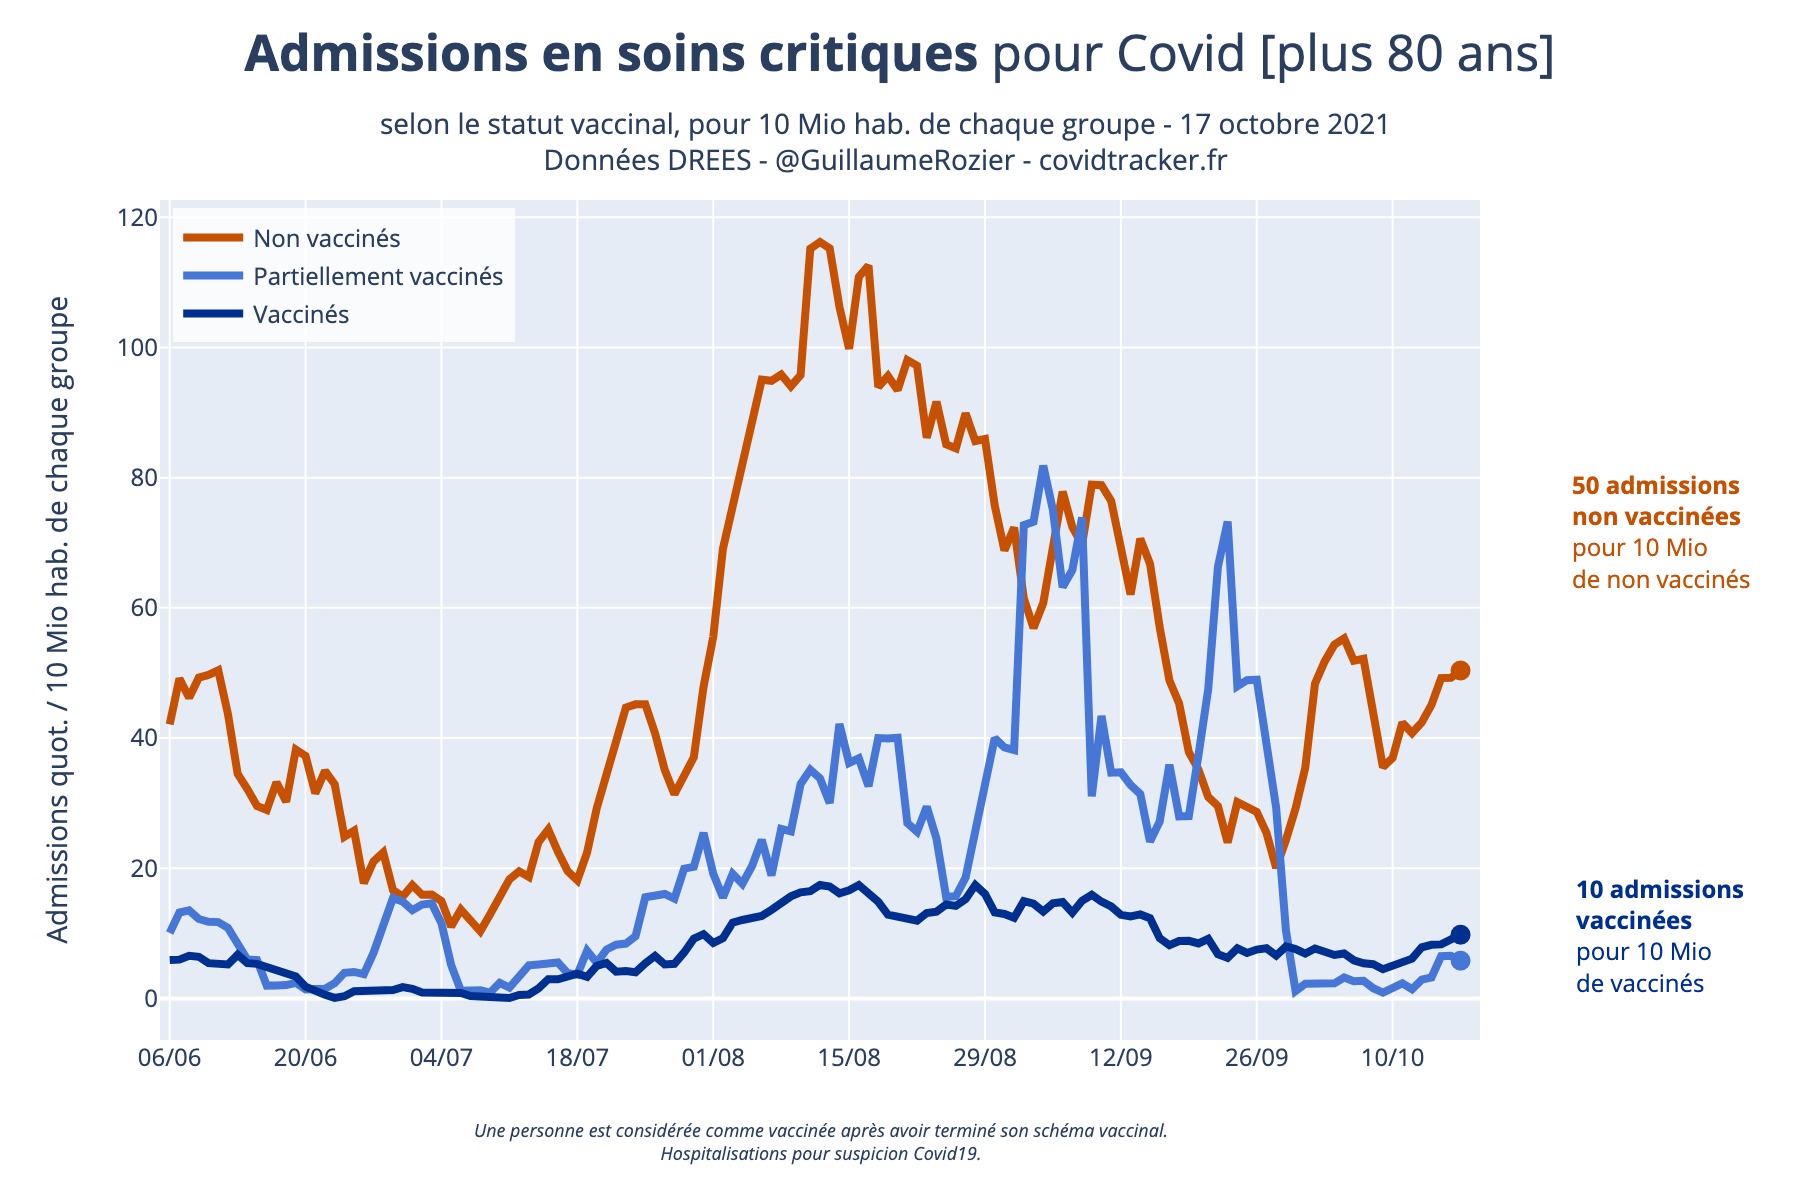 Admissions en soins critiques pour Covid [plus 80 ans]
selon le statut vaccinal, pour 10 Mio hab. de chaque groupe - 17 octobre 2021
Données DREES - @GuillaumeRozier - covidtracker.fr
Admissions quot. / 10 Mio hab. de chaque groupe
120
100
80
60
40
20
0
Non vaccinés
Partiellement vaccinés
Vaccinés
50 admissions
non vaccinées
pour 10 Mio
de non vaccinés
10 admissions
vaccinées
pour 10 Mio
de vaccinés
06/06 20/06 04/07 18/07 01/08 15/08 29/08 12/09 26/09 10/10
Une personne est considérée comme vaccinée après avoir terminé son schéma vaccinal.
Hospitalisations pour suspicion Covid19.